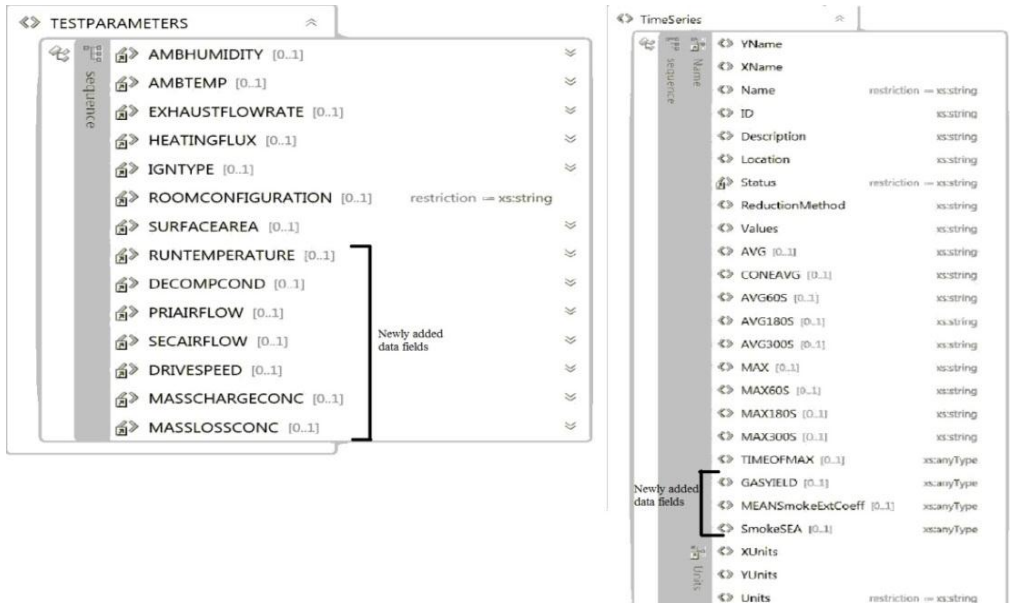 TESTPARAMETERS
sequence
AMBHUMIDITY [0..1]
AMBTEMP [0..1]
EXHAUSTFLOWRATE [0..1]
HEATINGFLUX [0..1]
IGNTYPE [0..1]
ROOMCONFIGURATION [0..1] restriction ≔ xs:string
SURFACEAREA [0..1]
RUNTEMPERATURE [0..1]
DECOMPCOND [0..1]
PRIAIRFLOW [0..1]
SECAIRFLOW [0..1]
DRIVESPEED [0..1]
MASSCHARGECONC [0..1]
MASSLOSSCONC [0..1]
Newly added
data fields
TimeSeries
sequence
Name
YName
XName
Name restriction ≔ xs:string
ID xs:string
Description xs:string
Location xs:string
Status restriction ≔ xs:string
ReductionMethod xs:string
Values xs:string
AVG [0..1] xs:string
CONEAVG [0..1] xs:string
AVG60S [0..1] xs:string
AVG180S [0..1] xs:string
AVG300S [0..1] xs:string
MAX [0..1] xs:string
MAX60S [0..1] xs:string
MAX180S [0..1] xs:string
MAX300S [0..1] xs:string
TIMEOFMAX [0..1] xs:anyType
GASYIELD [0..1] xs:anyType
MEANSmokeExtCoeff [0..1] xs:anyType
SmokeSEA [0..1] xs:anyType
Newly added
data fields
Units
XUnits
YUnits
Units restriction ≔ xs:string